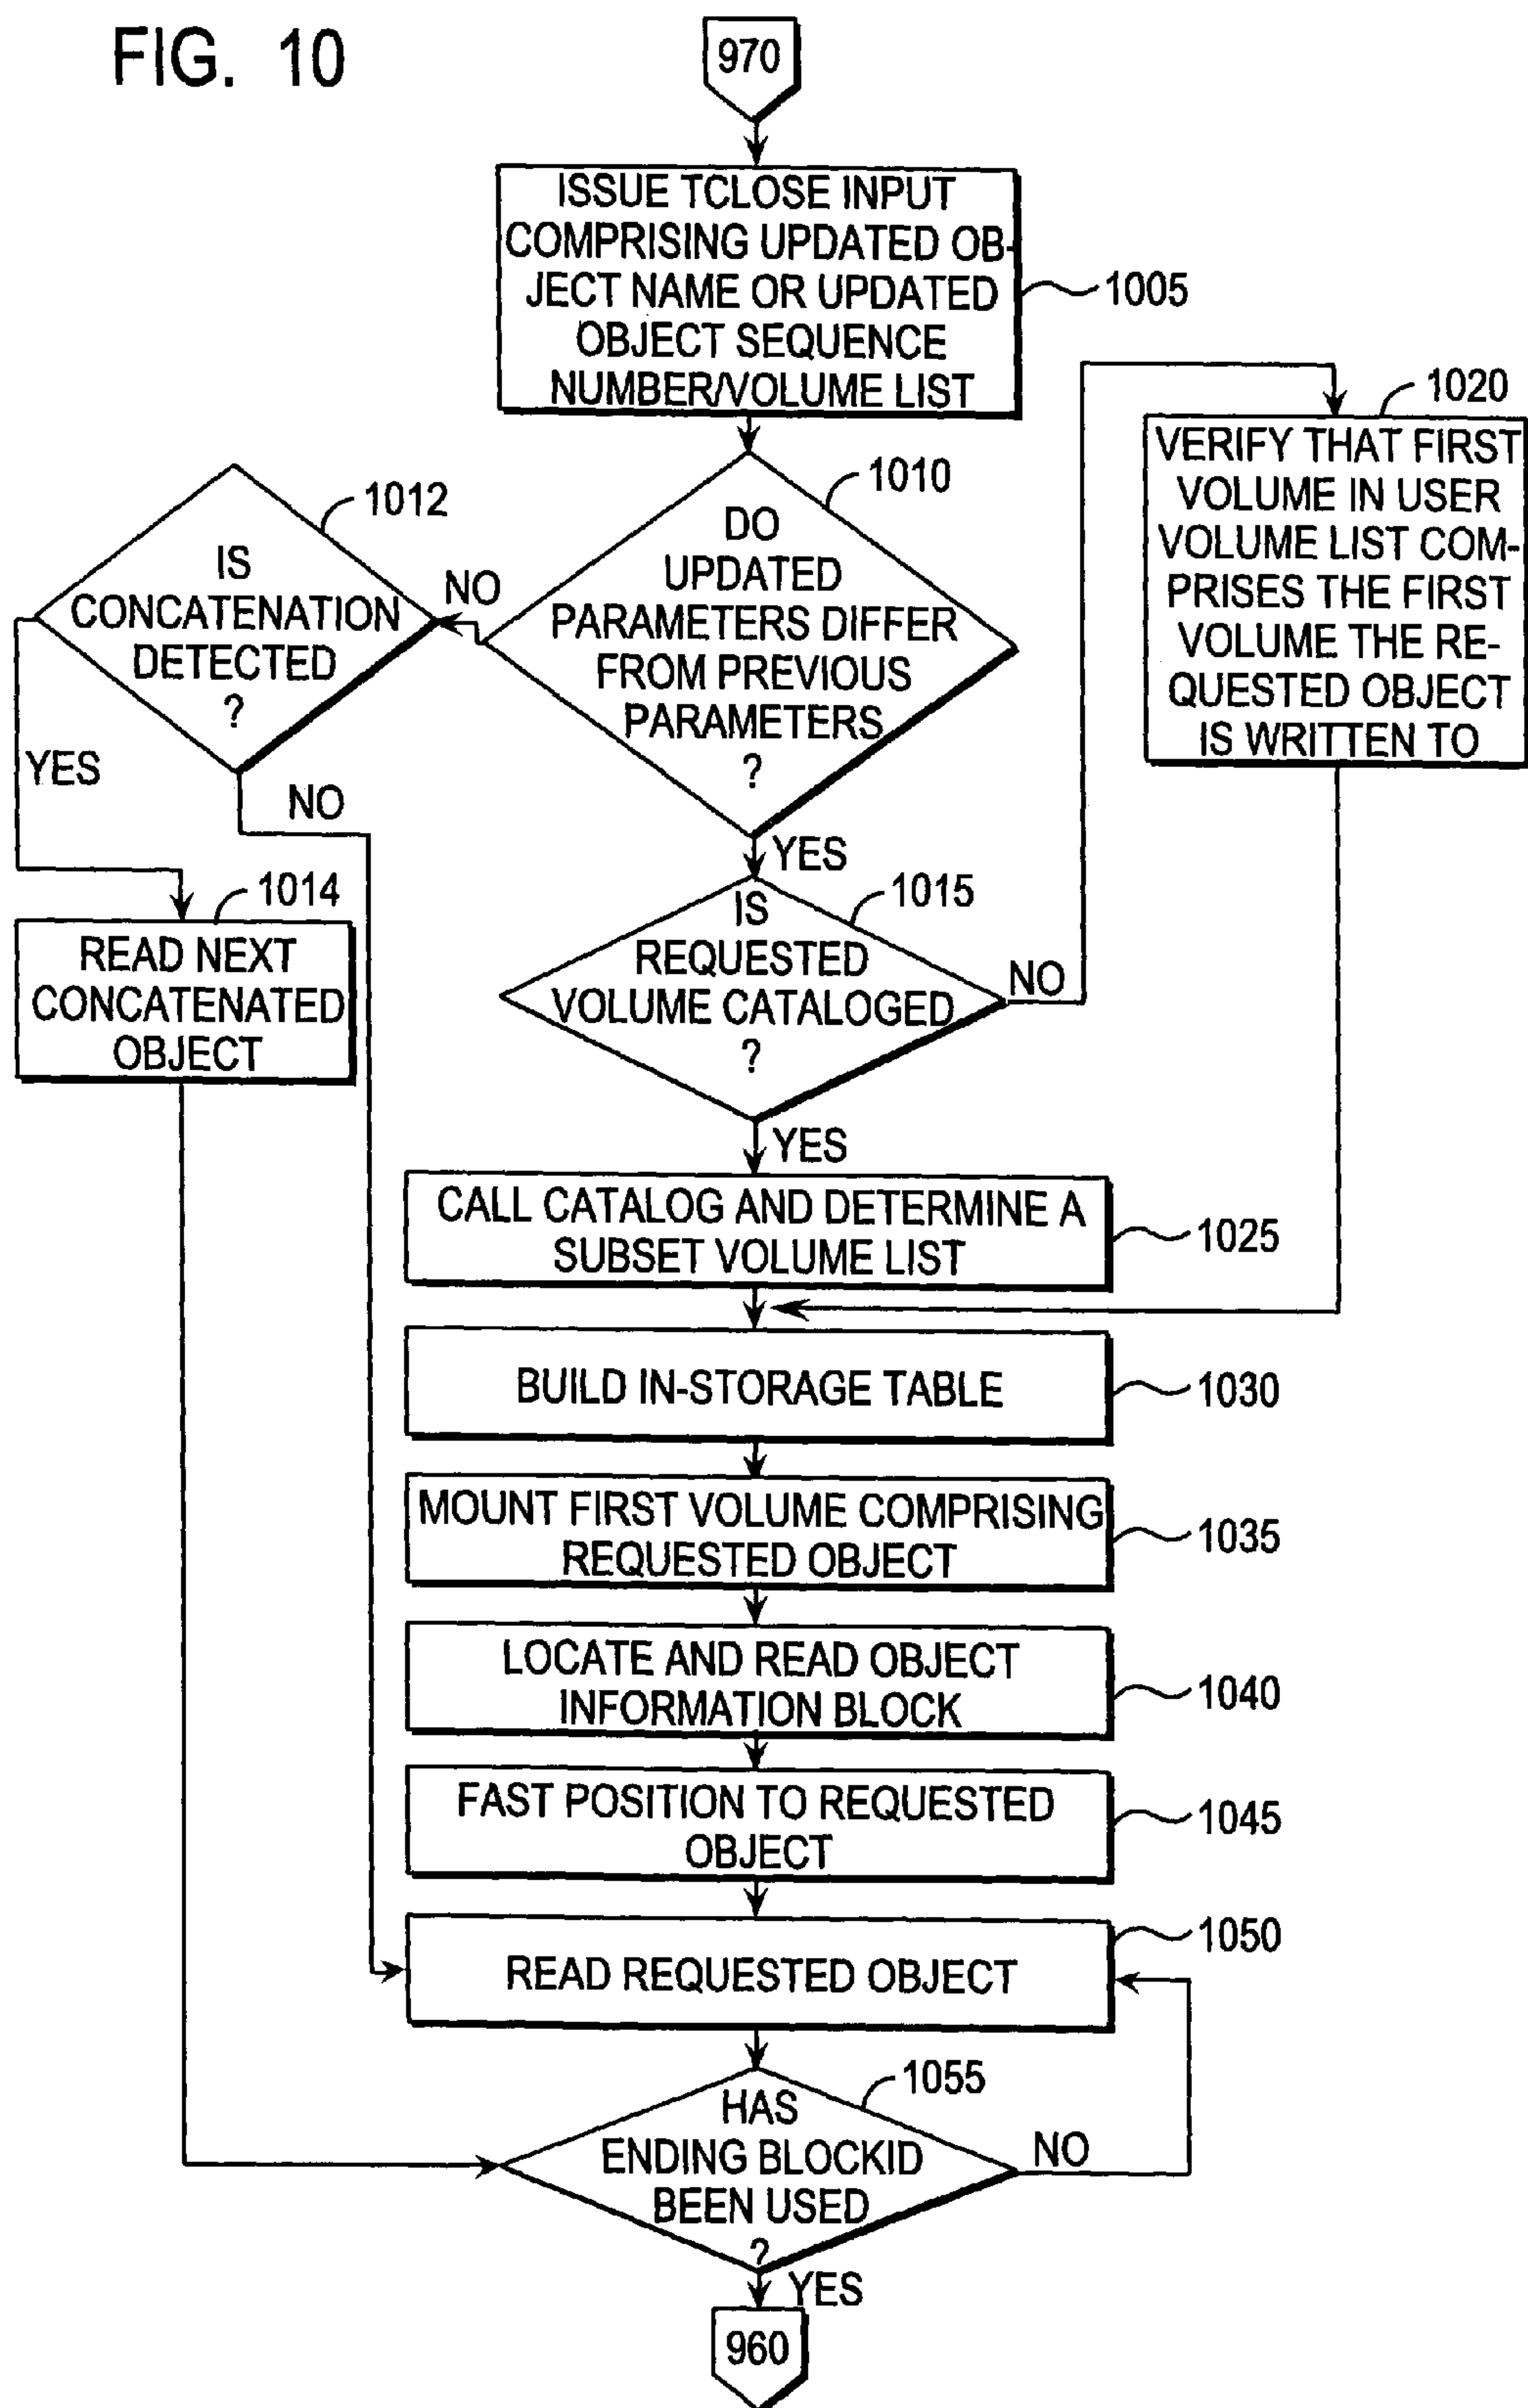 FIG. 10
970
ISSUE TCLOSE INPUT
COMPRISING UPDATED OB-
JECT NAME OR UPDATED
OBJECT SEQUENCE
NUMBER/VOLUME LIST
1005
1010
DO
UPDATED
PARAMETERS DIFFER
FROM PREVIOUS
PARAMETERS
?
NO
YES
1012
IS
CONCATENATION
DETECTED
?
YES
NO
1014
READ NEXT
CONCATENATED
OBJECT
1015
IS
REQUESTED
VOLUME CATALOGED
?
NO
YES
1020
VERIFY THAT FIRST
VOLUME IN USER
VOLUME LIST COM-
PRISES THE FIRST
VOLUME THE RE-
QUESTED OBJECT
IS WRITTEN TO
CALL CATALOG AND DETERMINE A
SUBSET VOLUME LIST
1025
BUILD IN-STORAGE TABLE
1030
MOUNT FIRST VOLUME COMPRISING
REQUESTED OBJECT
1035
LOCATE AND READ OBJECT
INFORMATION BLOCK
1040
FAST POSITION TO REQUESTED
OBJECT
1045
READ REQUESTED OBJECT
1050
1055
HAS
ENDING BLOCKID
BEEN USED
?
NO
YES
960